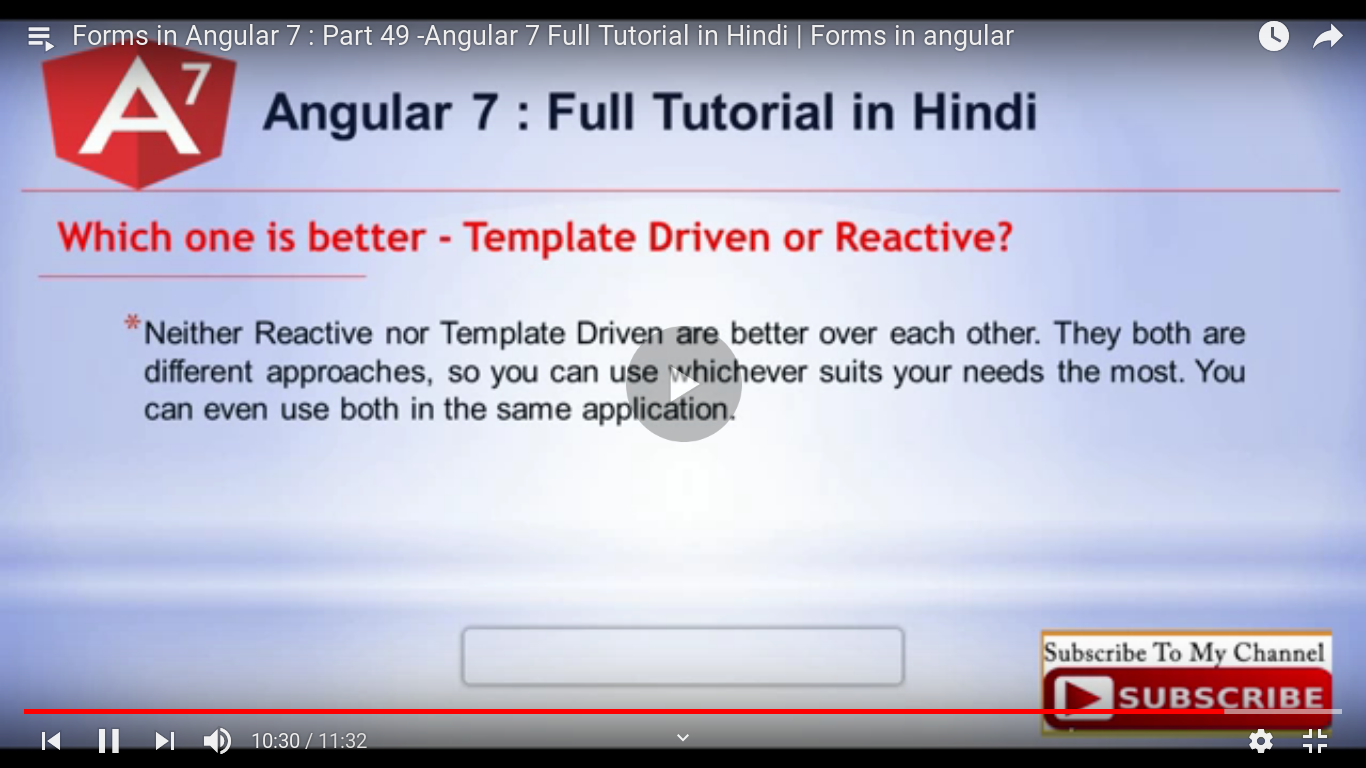 Forms in Angular 7 : Part 49 -Angular 7 Full Tutorial in Hindi | Forms in angular
A7
Angular 7 : Full Tutorial in Hindi
Which one is better - Template Driven or Reactive?
* Neither Reactive nor Template Driven are better over each other. They both are
different approaches, so you can use whichever suits your needs the most. You
can even use both in the same application.
Subscribe To My Channel
SUBSCRIBE
10:30 / 11:32